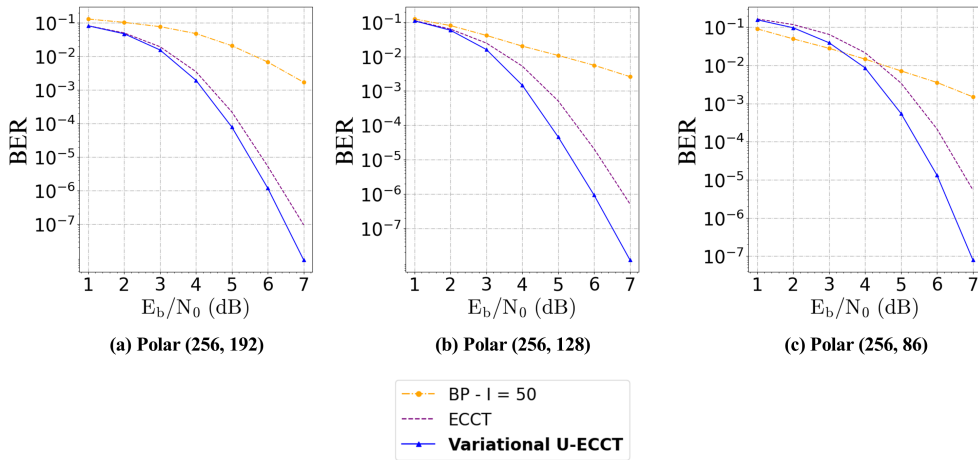 BER
10⁻¹
10⁻²
10⁻³
10⁻⁴
10⁻⁵
10⁻⁶
10⁻⁷
1 2 3 4 5 6 7
E_b/N_0 (dB)
(a) Polar (256, 192)
BER
10⁻¹
10⁻²
10⁻³
10⁻⁴
10⁻⁵
10⁻⁶
10⁻⁷
1 2 3 4 5 6 7
E_b/N_0 (dB)
(b) Polar (256, 128)
BER
10⁻¹
10⁻²
10⁻³
10⁻⁴
10⁻⁵
10⁻⁶
10⁻⁷
1 2 3 4 5 6 7
E_b/N_0 (dB)
(c) Polar (256, 86)
BP - I = 50
ECCT
Variational U-ECCT